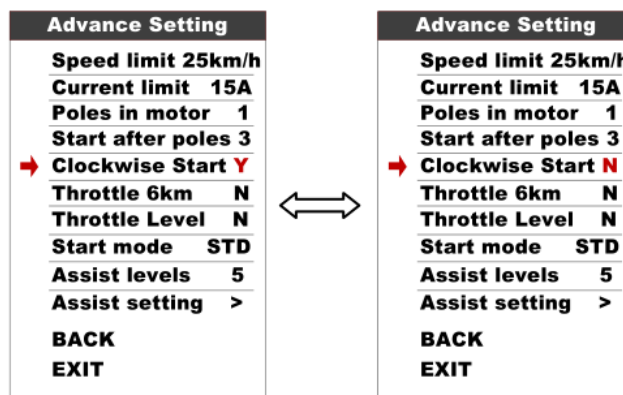 Advance Setting
Speed limit 25km/h
Current limit 15A
Poles in motor 1
Start after poles 3
Clockwise Start Y
Throttle 6km N
Throttle Level N
Start mode STD
Assist levels 5
Assist setting >
BACK
EXIT
Advance Setting
Speed limit 25km/h
Current limit 15A
Poles in motor 1
Start after poles 3
Clockwise Start N
Throttle 6km N
Throttle Level N
Start mode STD
Assist levels 5
Assist setting >
BACK
EXIT